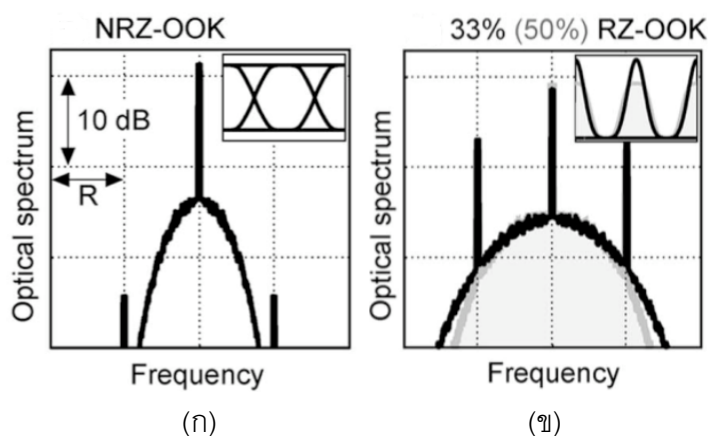 NRZ-OOK
10 dB
R
Optical spectrum
Frequency
(ก)
33% (50%) RZ-OOK
Optical spectrum
Frequency
(ข)